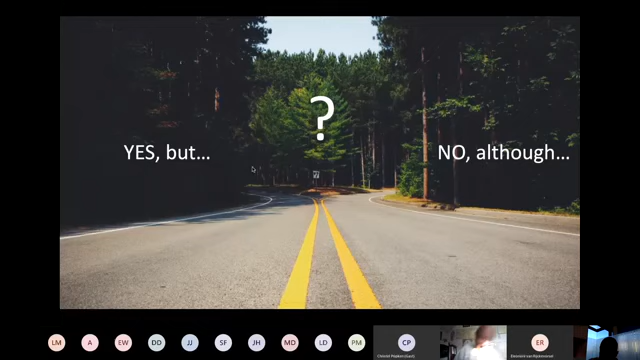 ?
YES, but...
NO, although...
LM
A
EW
DD
JJ
SF
JH
MD
LD
PM
CP
ER